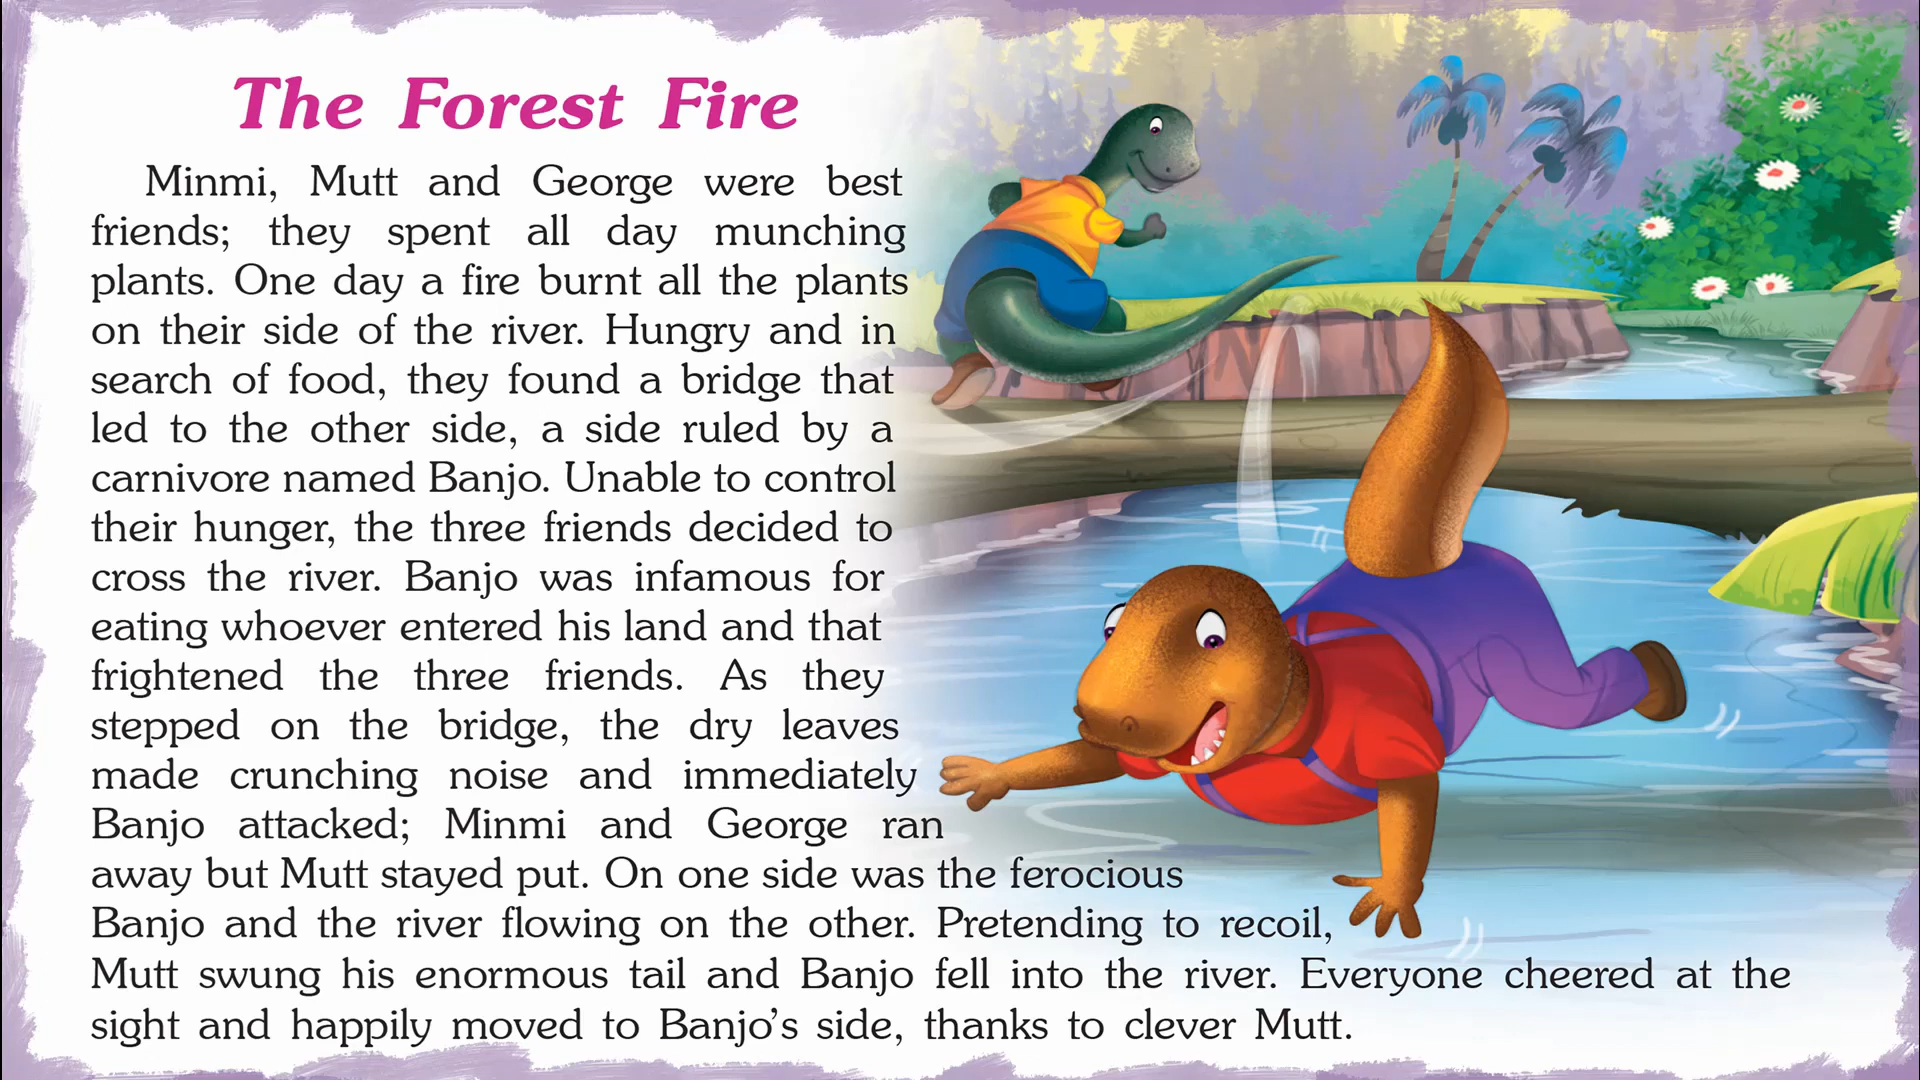 The Forest Fire
Minmi, Mutt and George were best
friends; they spent all day munching
plants. One day a fire burnt all the plants
on their side of the river. Hungry and in
search of food, they found a bridge that
led to the other side, a side ruled by a
carnivore named Banjo. Unable to control
their hunger, the three friends decided to
cross the river. Banjo was infamous for
eating whoever entered his land and that
frightened the three friends. As they
stepped on the bridge, the dry leaves
made crunching noise and immediately
Banjo attacked; Minmi and George ran
away but Mutt stayed put. On one side was the ferocious
Banjo and the river flowing on the other. Pretending to recoil,
Mutt swung his enormous tail and Banjo fell into the river. Everyone cheered at the
sight and happily moved to Banjo’s side, thanks to clever Mutt.